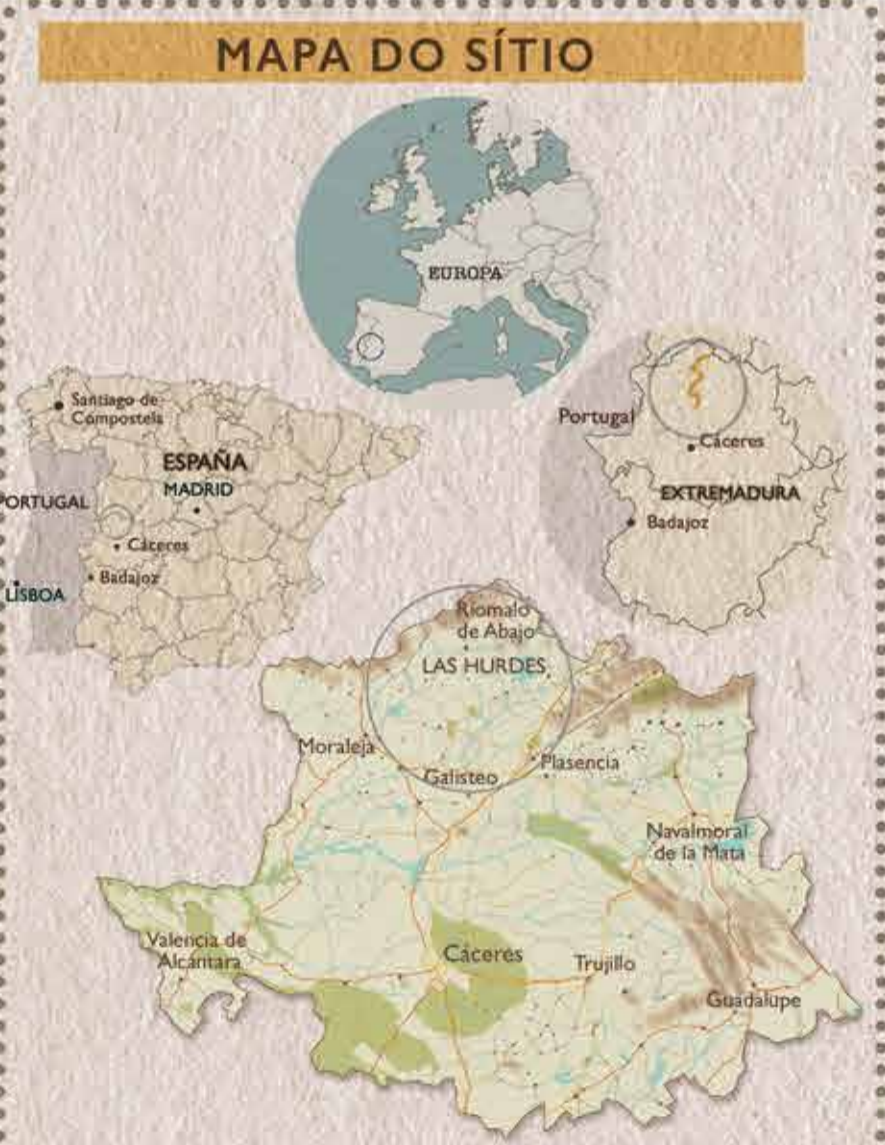 MAPA DO SÍTIO
EUROPA
Santiago de
Compostela
ESPAÑA
MADRID
PORTUGAL
Cáceres
Badajoz
LISBOA
Portugal
Cáceres
EXTREMADURA
Badajoz
Ríomalo
de Abajo
LAS HURDES
Moraleja
Galisteo
Plasencia
Navalmoral
de la Mata
Valencia de
Alcántara
Cáceres
Trujillo
Guadalupe